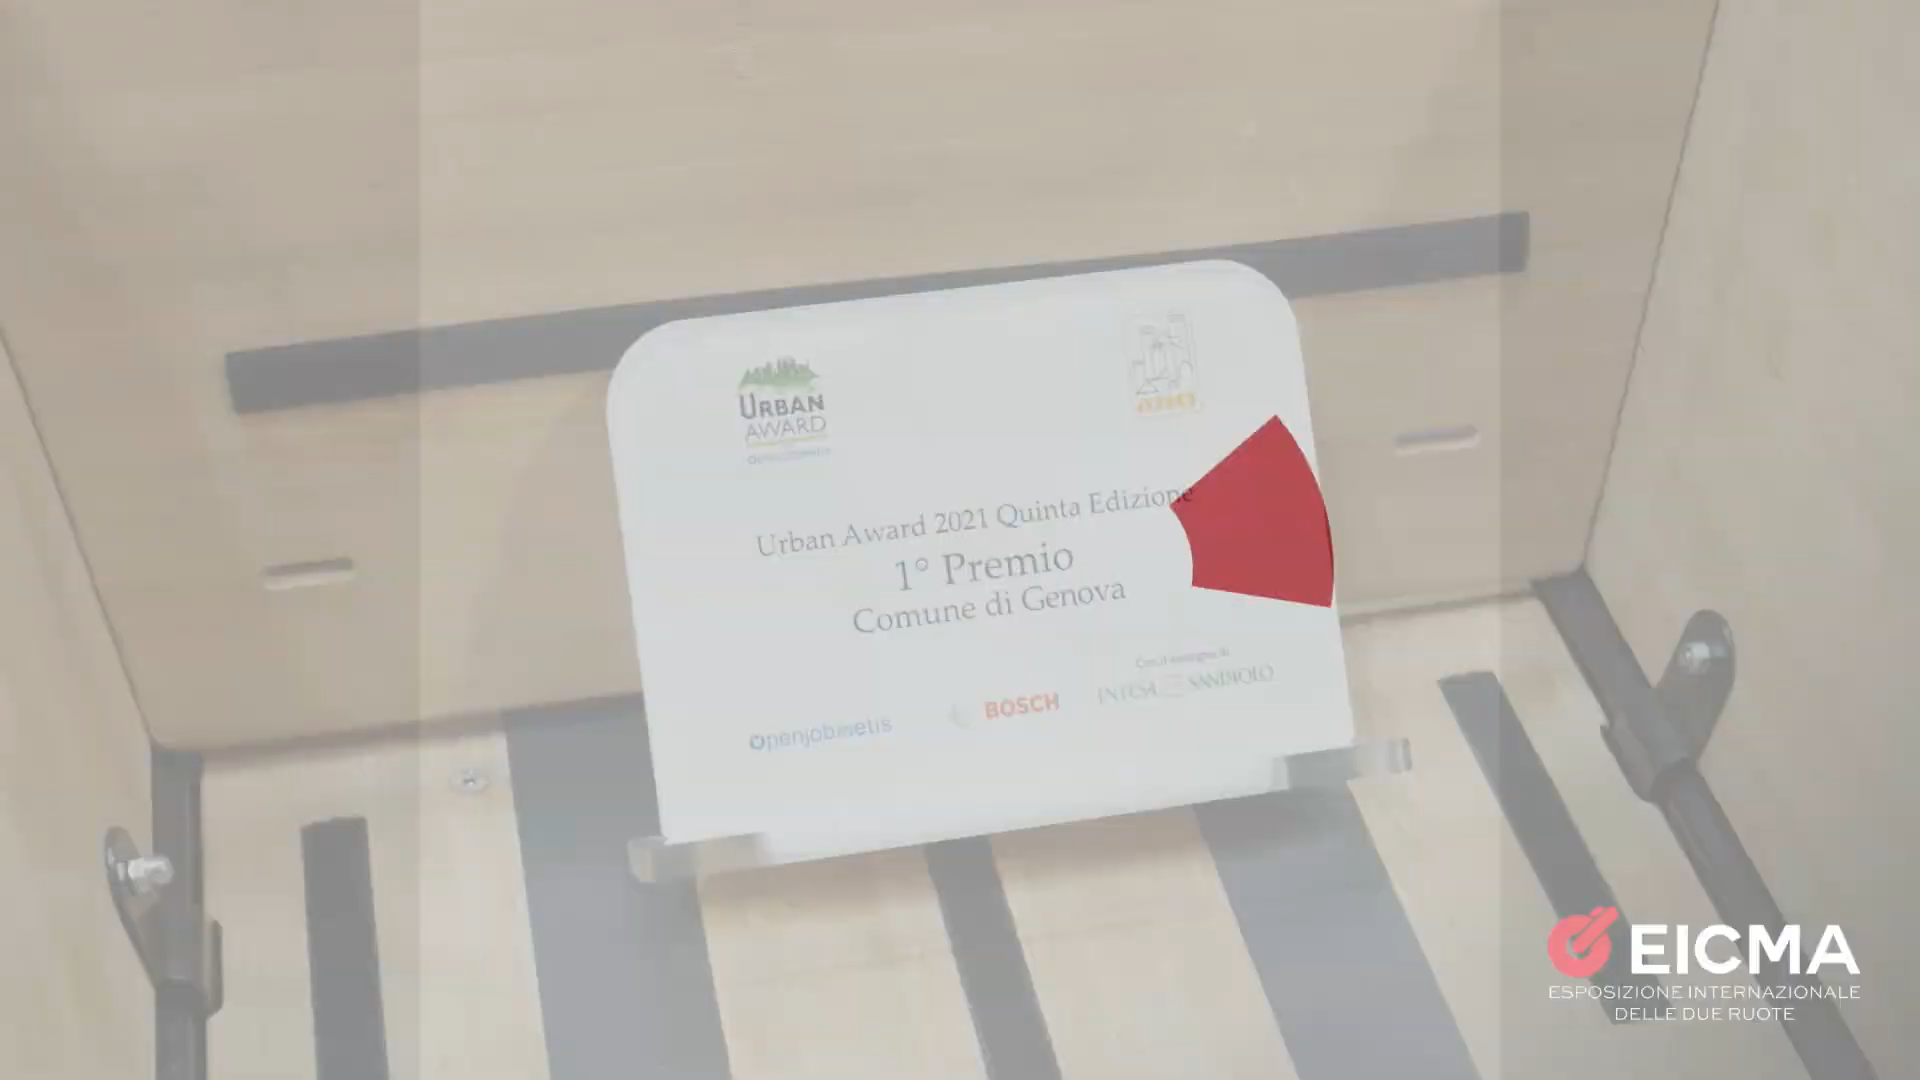 URBAN
AWARD
Urban Award 2021 Quinta Edizione
1° Premio
Comune di Genova
openjobmetis
BOSCH
INTESA SANPAOLO
EICMA
ESPOSIZIONE INTERNAZIONALE
DELLE DUE RUOTE